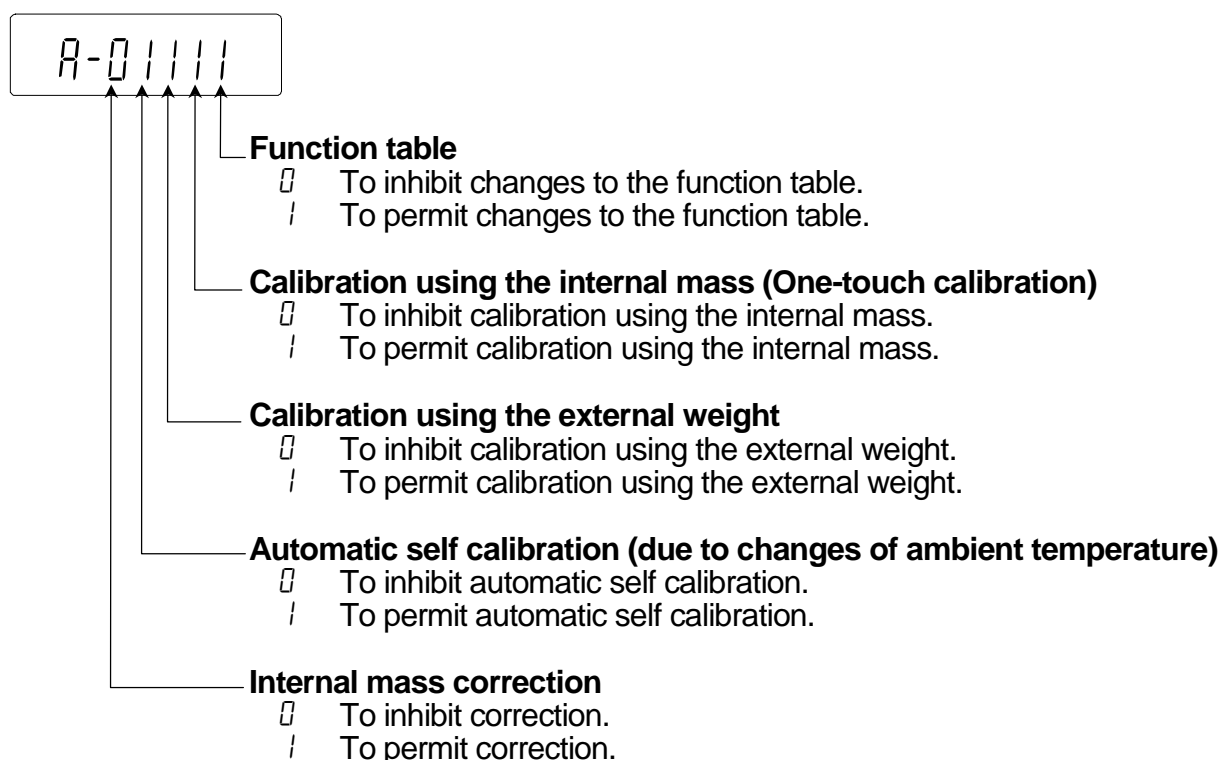 A-01111
Function table
0 To inhibit changes to the function table.
1 To permit changes to the function table.
Calibration using the internal mass (One-touch calibration)
0 To inhibit calibration using the internal mass.
1 To permit calibration using the internal mass.
Calibration using the external weight
0 To inhibit calibration using the external weight.
1 To permit calibration using the external weight.
Automatic self calibration (due to changes of ambient temperature)
0 To inhibit automatic self calibration.
1 To permit automatic self calibration.
Internal mass correction
0 To inhibit correction.
1 To permit correction.